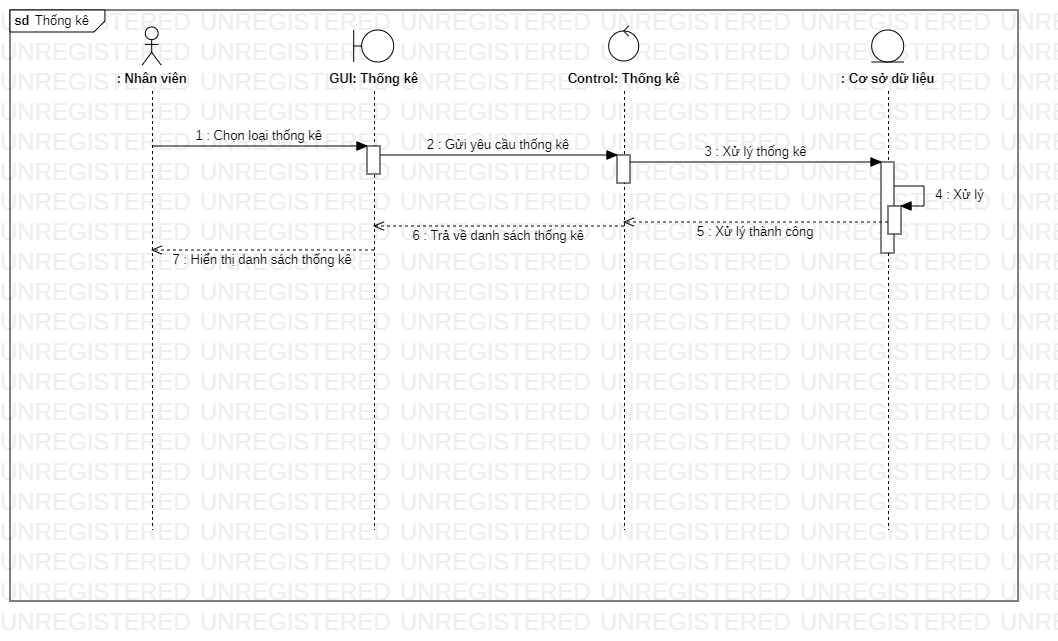 sd Thống kê
: Nhân viên
GUI: Thống kê
Control: Thống kê
: Cơ sở dữ liệu
1 : Chọn loại thống kê
2 : Gửi yêu cầu thống kê
3 : Xử lý thống kê
4 : Xử lý
5 : Xử lý thành công
6 : Trả về danh sách thống kê
7 : Hiển thị danh sách thống kê
UNREGISTERED